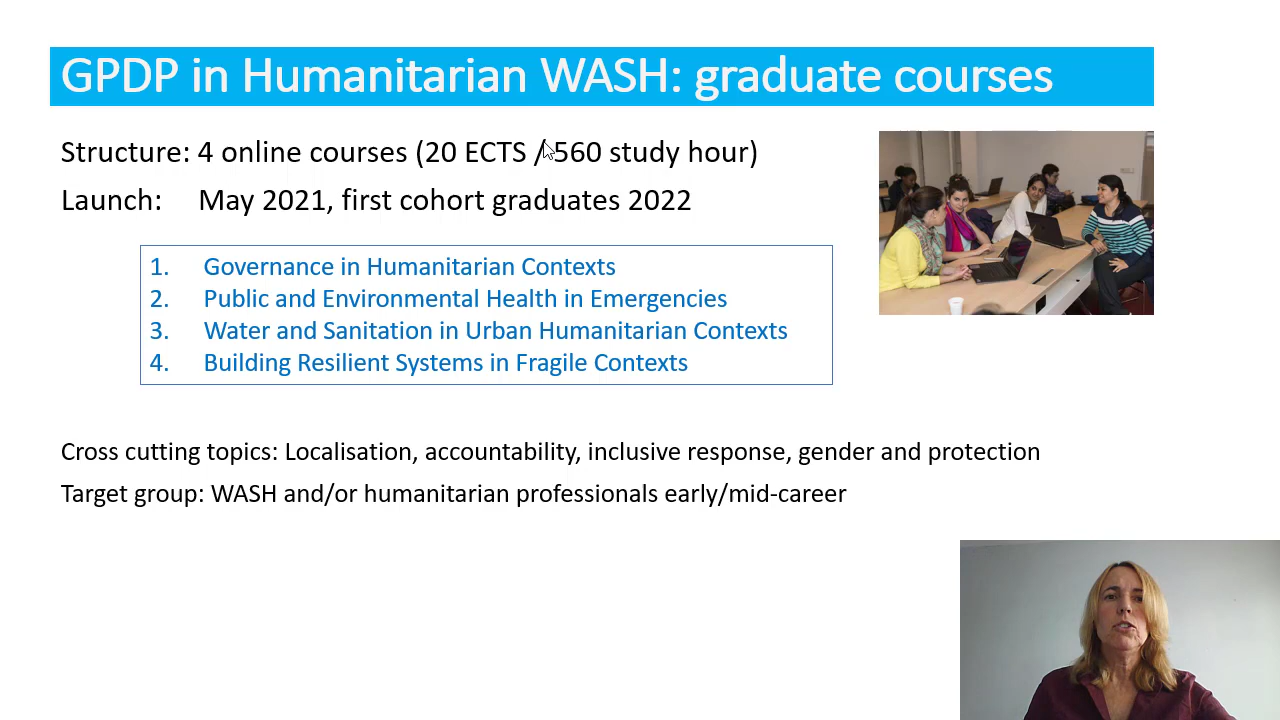 GPDP in Humanitarian WASH: graduate courses
Structure: 4 online courses (20 ECTS / 560 study hour)
Launch: May 2021, first cohort graduates 2022
1. Governance in Humanitarian Contexts
2. Public and Environmental Health in Emergencies
3. Water and Sanitation in Urban Humanitarian Contexts
4. Building Resilient Systems in Fragile Contexts
Cross cutting topics: Localisation, accountability, inclusive response, gender and protection
Target group: WASH and/or humanitarian professionals early/mid-career